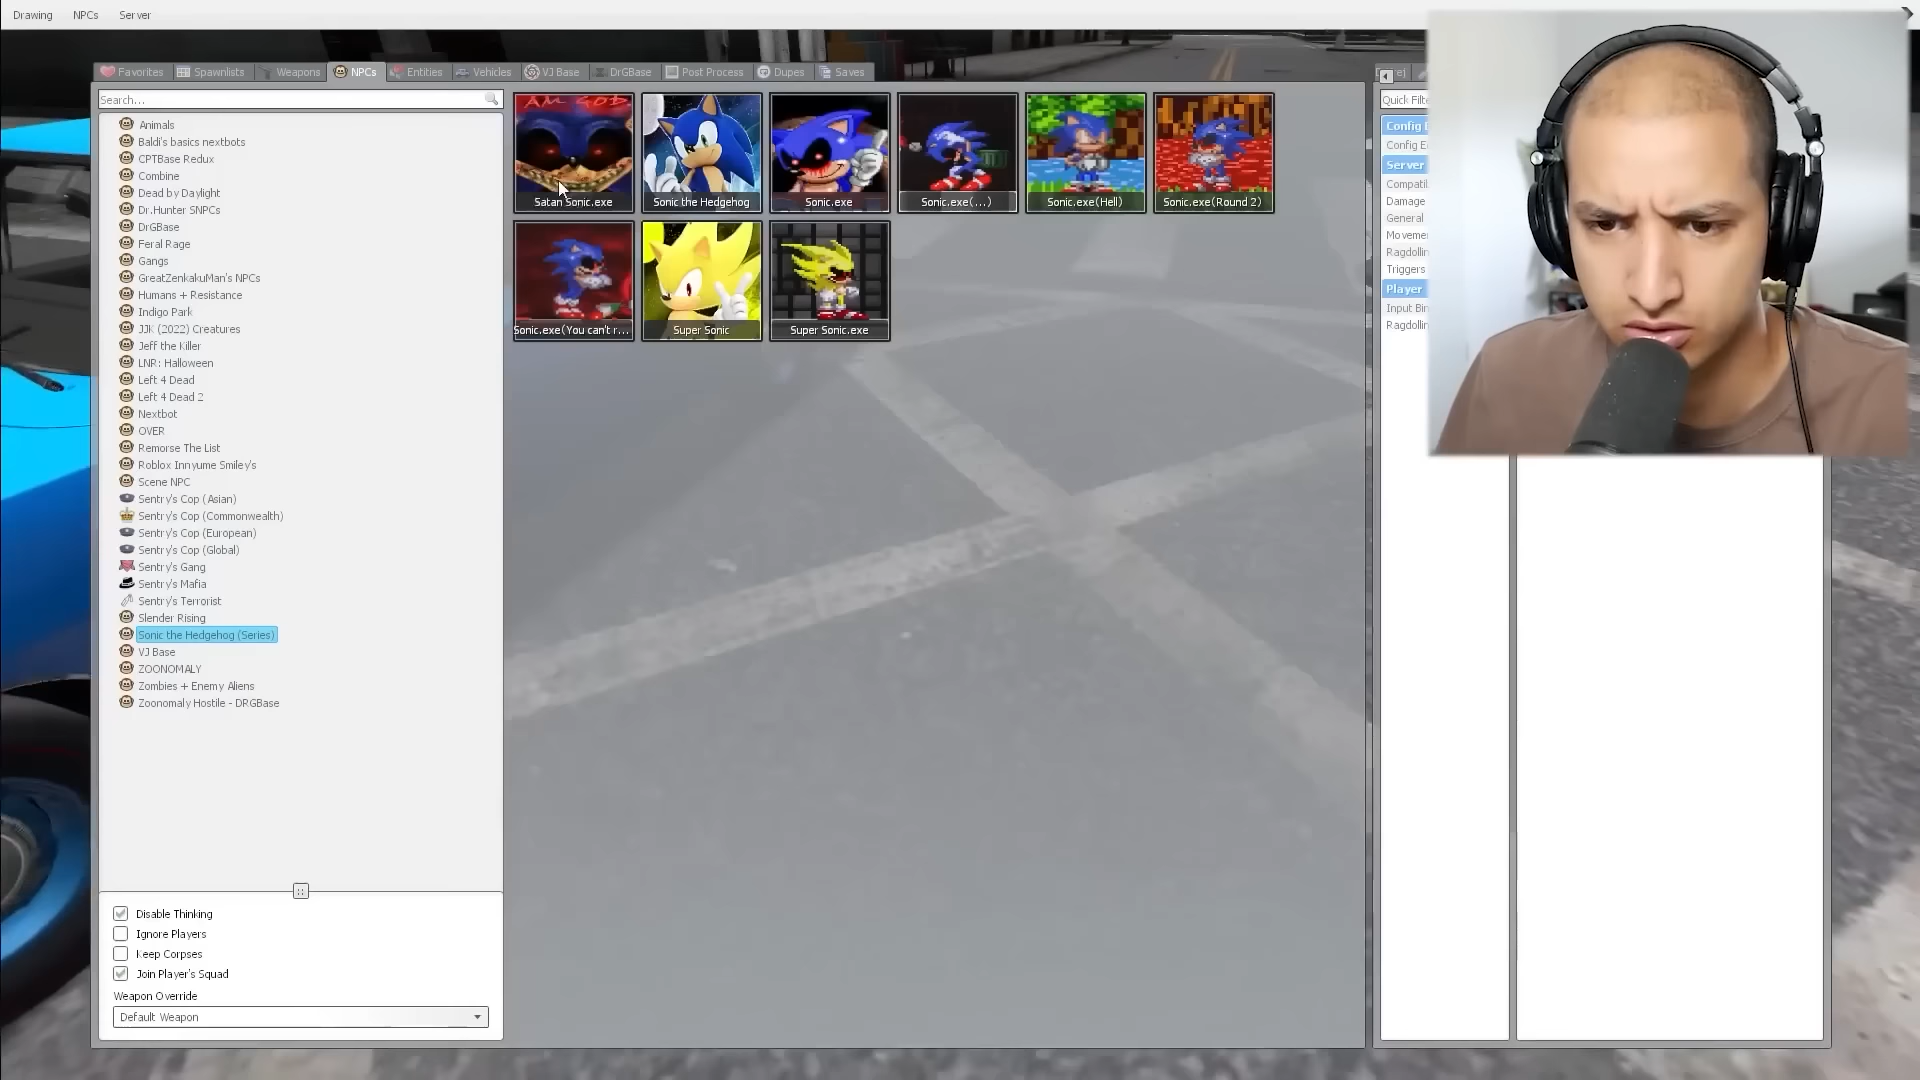 Drawing NPCs Server
Favorites Spawnlists Weapons NPCs Entities Vehicles VJ Base DrGBase Post Process Dupes Saves
Search...
Animals
Baldi's basics nextbots
CPTBase Redux
Combine
Dead by Daylight
Dr.Hunter SNPCs
DrGBase
Feral Rage
Gangs
GreatZenkakuMan's NPCs
Humans + Resistance
Indigo Park
JJK (2022) Creatures
Jeff the Killer
LNR: Halloween
Left 4 Dead
Left 4 Dead 2
Nextbot
OVER
Remorse The List
Roblox Innyume Smiley's
Scene NPC
Sentry's Cop (Asian)
Sentry's Cop (Commonwealth)
Sentry's Cop (European)
Sentry's Cop (Global)
Sentry's Gang
Sentry's Mafia
Sentry's Terrorist
Slender Rising
Sonic the Hedgehog (Series)
VJ Base
ZOONOMALY
Zombies + Enemy Aliens
Zoonomaly Hostile - DRGBase
Disable Thinking
Ignore Players
Keep Corpses
Join Player's Squad
Weapon Override
Default Weapon
AM GOD
Satan Sonic.exe
Sonic the Hedgehog
Sonic.exe
Sonic.exe(...)
Sonic.exe(Hell)
Sonic.exe(Round 2)
Sonic.exe(You can't r...
Super Sonic
Super Sonic.exe
Quick Filte
Config
Config E
Server
Compatil
Damage
General
Moveme
Ragdollin
Triggers
Player
Input Bin
Ragdollin